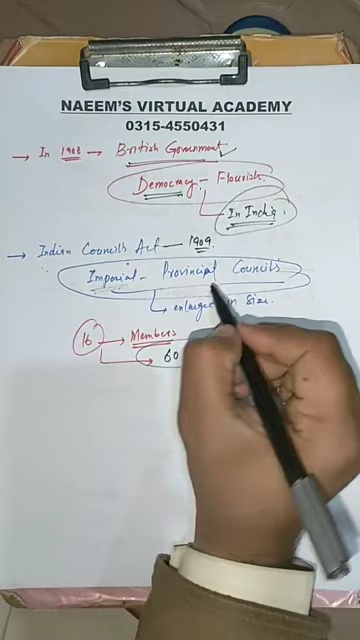 NAEEM'S VIRTUAL ACADEMY
0315-4550431
→ In 1908 → British Government
Democracy - Flourish
In India.
→ Indian Councils Act — 1909.
Imperial - Provincial Councils
enlarge in Size.
16 → Members
60